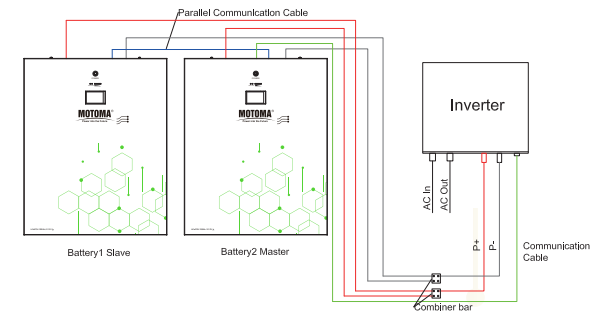 Parallel Communication Cable
MOTOMA®
MOTOMA®
Inverter
AC In
AC Out
P+
P-
Communication
Cable
Battery1 Slave
Battery2 Master
Combiner bar